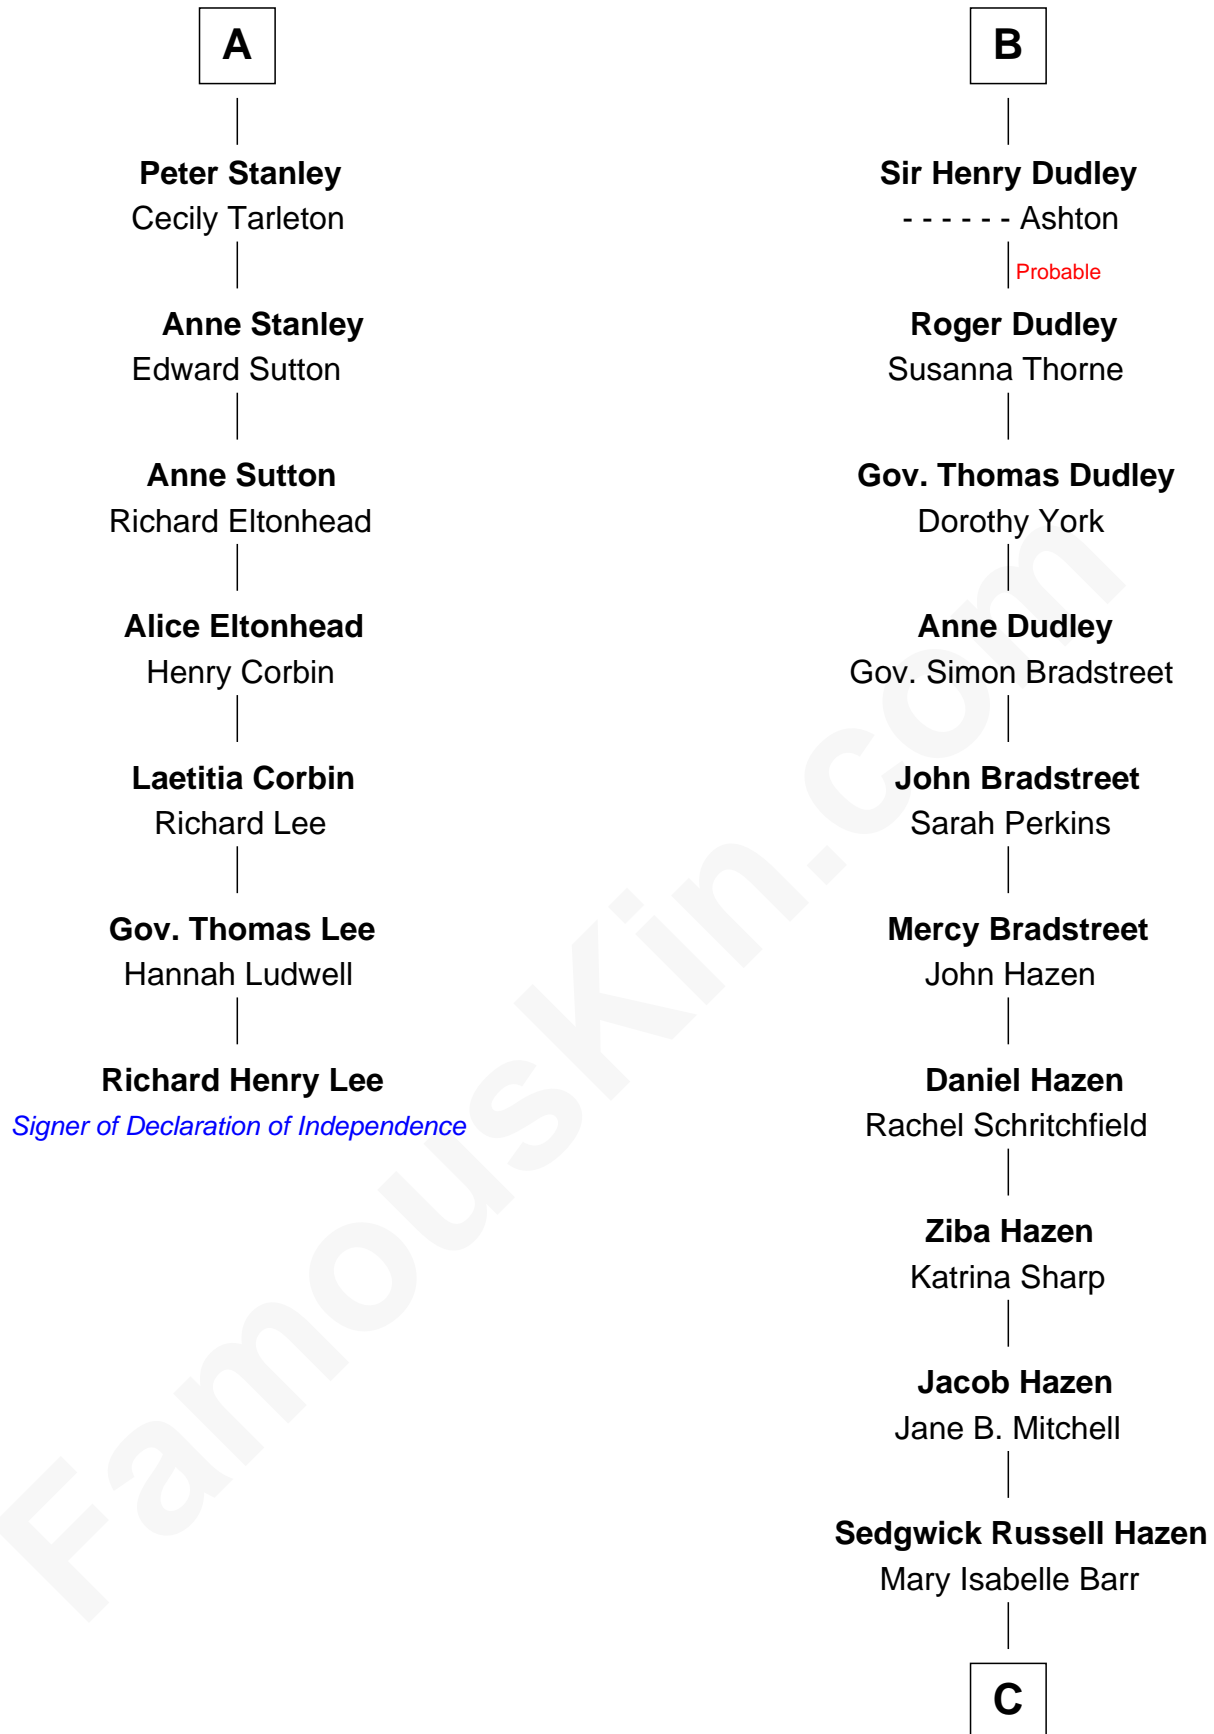 A
Peter Stanley
Cecily Tarleton
Anne Stanley
Edward Sutton
Anne Sutton
Richard Eltonhead
Alice Eltonhead
Henry Corbin
Laetitia Corbin
Richard Lee
Gov. Thomas Lee
Hannah Ludwell
Richard Henry Lee
Signer of Declaration of Independence
B
Sir Henry Dudley
- - - - - - Ashton
Probable
Roger Dudley
Susanna Thorne
Gov. Thomas Dudley
Dorothy York
Anne Dudley
Gov. Simon Bradstreet
John Bradstreet
Sarah Perkins
Mercy Bradstreet
John Hazen
Daniel Hazen
Rachel Schritchfield
Ziba Hazen
Katrina Sharp
Jacob Hazen
Jane B. Mitchell
Sedgwick Russell Hazen
Mary Isabelle Barr
C
FamousKin.com